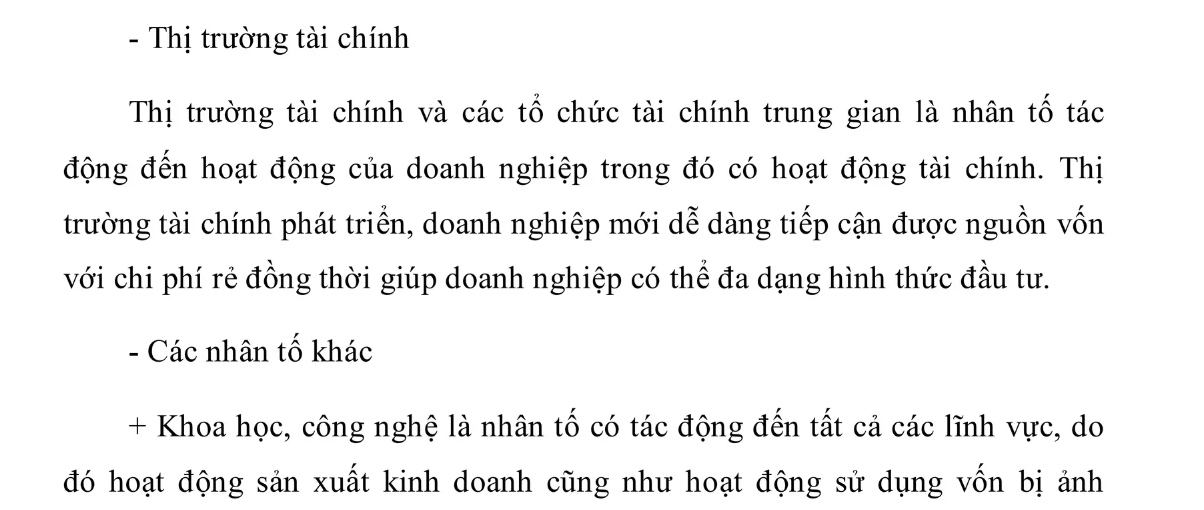 - Thị trường tài chính
Thị trường tài chính và các tổ chức tài chính trung gian là nhân tố tác
động đến hoạt động của doanh nghiệp trong đó có hoạt động tài chính. Thị
trường tài chính phát triển, doanh nghiệp mới dễ dàng tiếp cận được nguồn vốn
với chi phí rẻ đồng thời giúp doanh nghiệp có thể đa dạng hình thức đầu tư.
- Các nhân tố khác
+ Khoa học, công nghệ là nhân tố có tác động đến tất cả các lĩnh vực, do
đó hoạt động sản xuất kinh doanh cũng như hoạt động sử dụng vốn bị ảnh